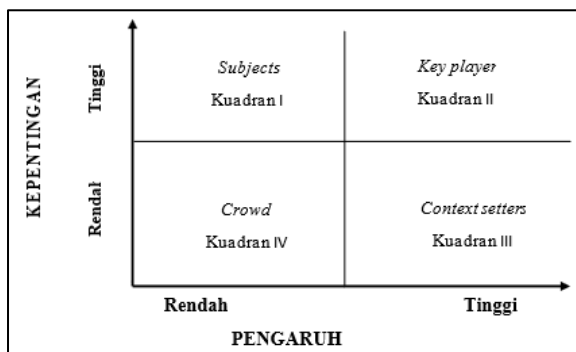 KEPENTINGAN
Tinggi
Subjects
Kuadran I
Key player
Kuadran II
Rendah
Crowd
Kuadran IV
Context setters
Kuadran III
Rendah
Tinggi
PENGARUH